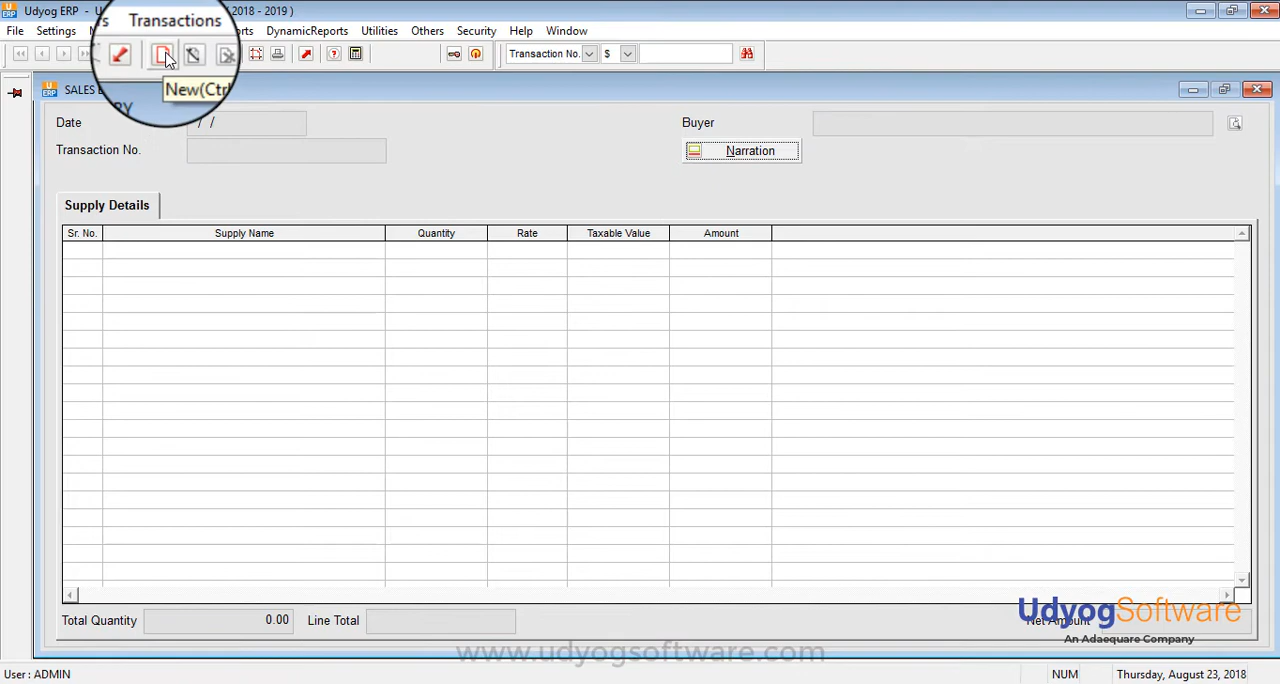 Udyog ERP - U
2018 - 2019 )
Transactions
File Settings DynamicReports Utilities Others Security Help Window
Transaction No. $
New(Ctrl
SALES
Date / / Buyer
Transaction No. Narration
Supply Details
Sr. No. Supply Name Quantity Rate Taxable Value Amount
Total Quantity 0.00 Line Total Net Amount
UdyogSoftware
An Adaequare Company
www.udyogsoftware.com
User : ADMIN NUM Thursday, August 23, 2018